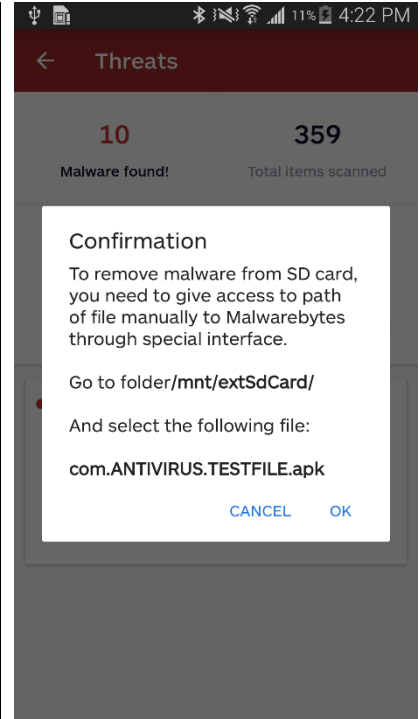 11% 4:22 PM
Threats
10 359
Malware found! Total items scanned
Confirmation
To remove malware from SD card,
you need to give access to path
of file manually to Malwarebytes
through special interface.
Go to folder/mnt/extSdCard/
And select the following file:
com.ANTIVIRUS.TESTFILE.apk
CANCEL OK